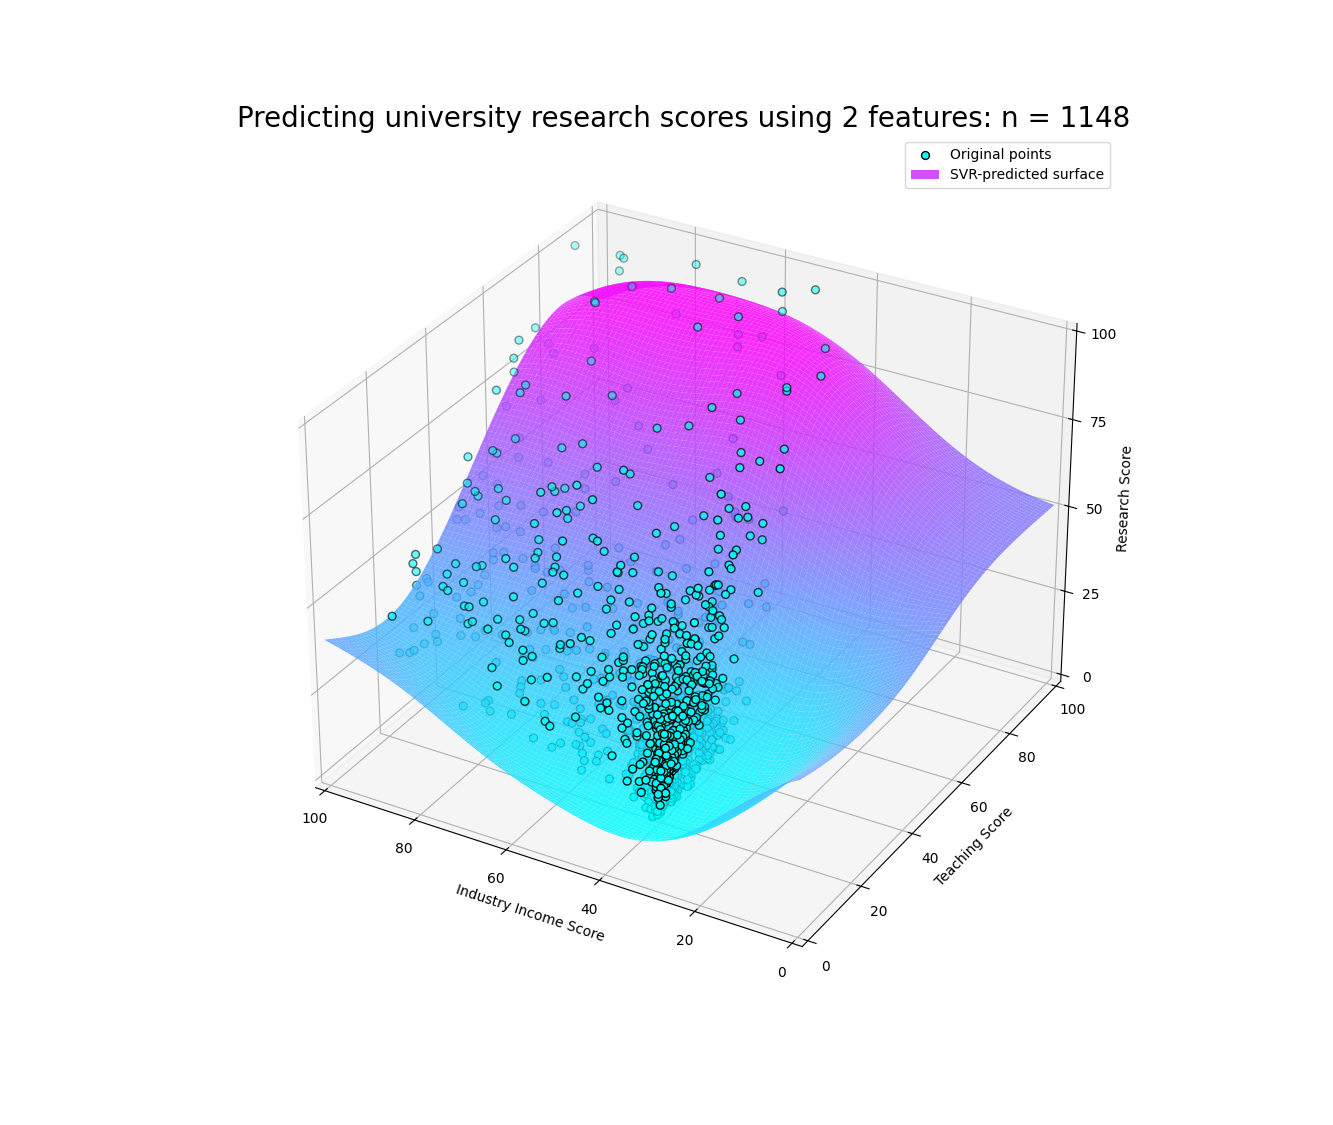 Predicting university research scores using 2 features: n = 1148
Original points
SVR-predicted surface
100
75
50
25
0
Research Score
100
80
60
40
20
0
Teaching Score
100
80
60
40
20
0
Industry Income Score